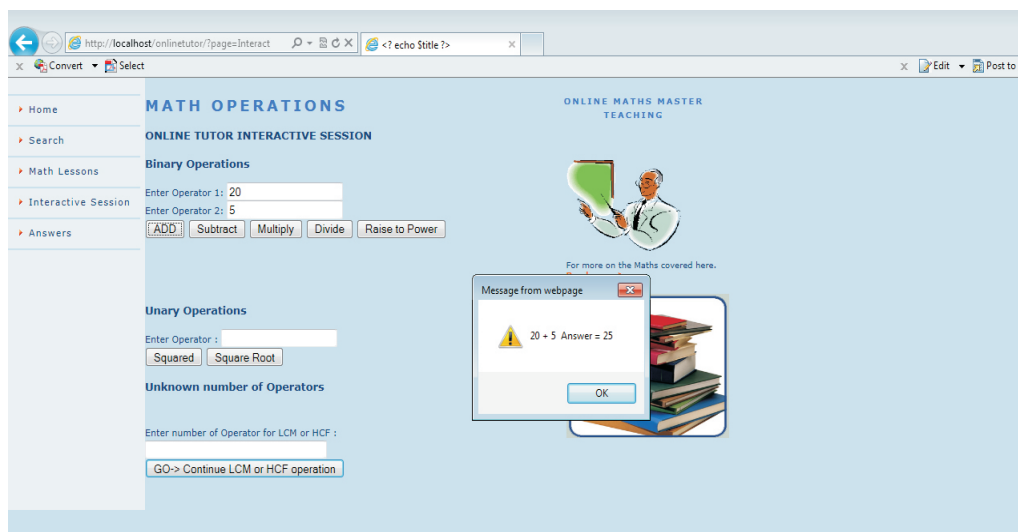 http://localhost/onlinetutor/?page=Interact
<? echo $title ?>
x Convert Select
x Edit Post to
Home
Search
Math Lessons
Interactive Session
Answers
MATH OPERATIONS
ONLINE TUTOR INTERACTIVE SESSION
Binary Operations
Enter Operator 1: 20
Enter Operator 2: 5
ADD Subtract Multiply Divide Raise to Power
Unary Operations
Enter Operator :
Squared Square Root
Unknown number of Operators
Enter number of Operator for LCM or HCF :
GO-> Continue LCM or HCF operation
ONLINE MATHS MASTER
TEACHING
For more on the Maths covered here.
Message from webpage
20 + 5 Answer = 25
OK